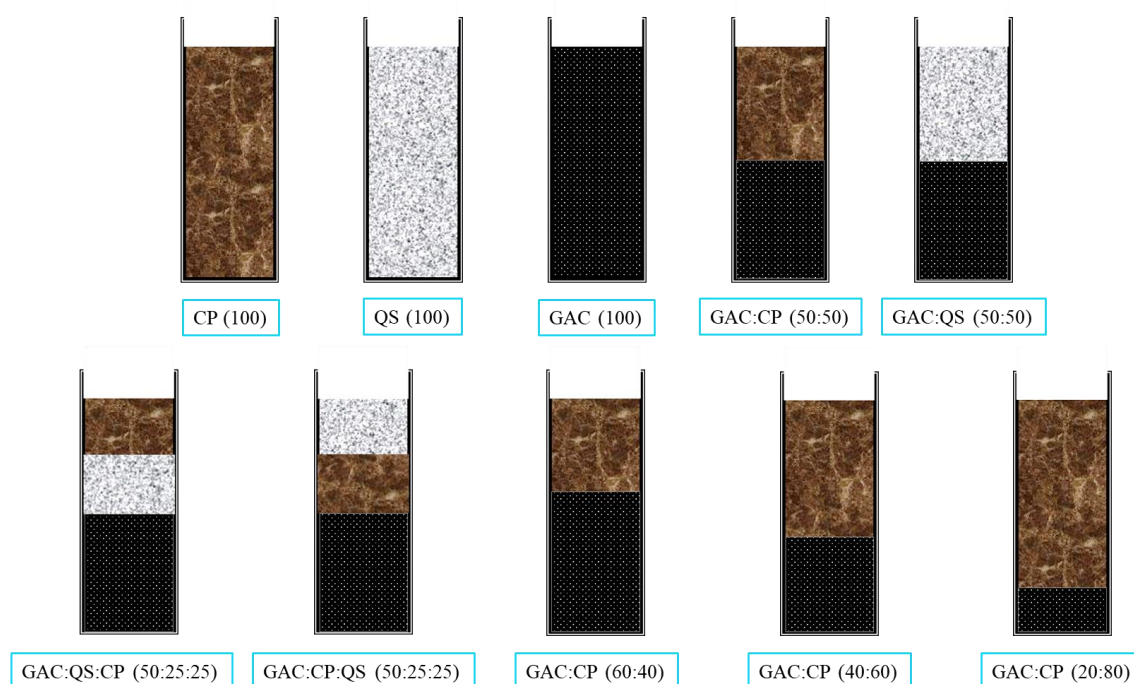 CP (100)
QS (100)
GAC (100)
GAC:CP (50:50)
GAC:QS (50:50)
GAC:QS:CP (50:25:25)
GAC:CP:QS (50:25:25)
GAC:CP (60:40)
GAC:CP (40:60)
GAC:CP (20:80)